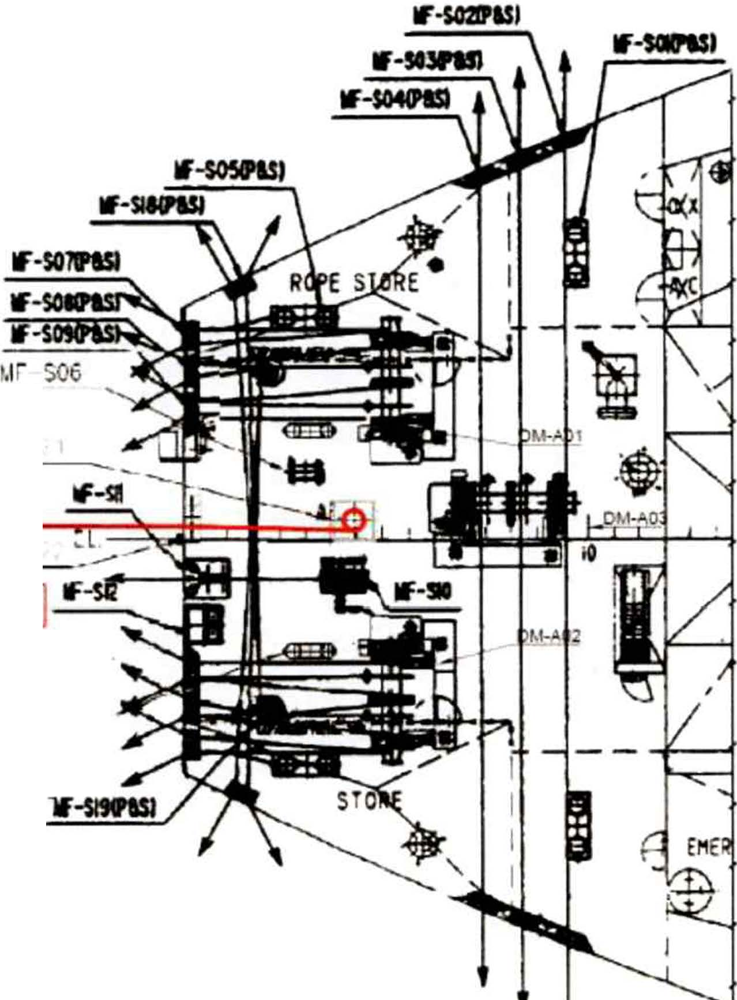 MF-S02(P&S)
MF-S01(P&S)
MF-S03(P&S)
MF-S04(P&S)
MF-S05(P&S)
MF-S18(P&S)
MF-S07(P&S)
ROPE STORE
MF-S08(P&S)
MF-S09(P&S)
MF-S06
DM-A01
MF-S11
DM-A03
CL.
10
MF-S12
MF-S10
DM-A02
MF-S19(P&S)
STORE
EMER